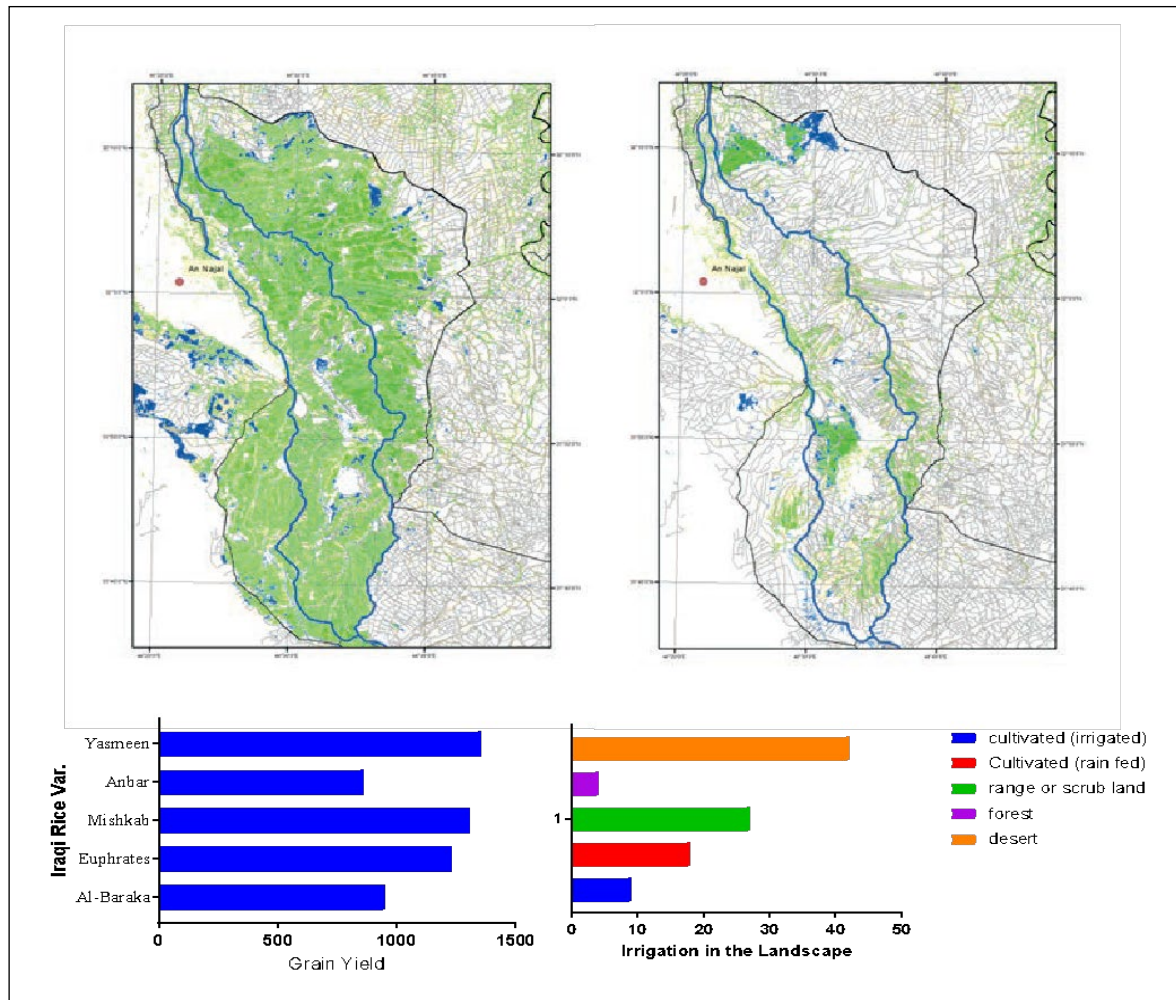 An Najaf
An Najaf
Iraqi Rice Var.
Yasmeen
Anbar
Mishkab
Euphrates
Al-Baraka
0 500 1000 1500
Grain Yield
1
0 10 20 30 40 50
Irrigation in the Landscape
cultivated (irrigated)
Cultivated (rain fed)
range or scrub land
forest
desert